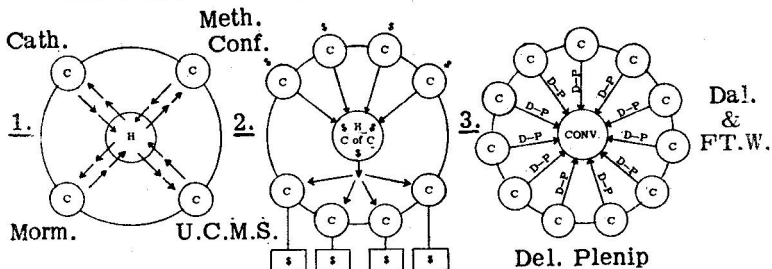 1.
Cath.
C C
H
C C
Morm.
U.C.M.S.
2.
Meth.
Conf.
$ $ $ $
C C C C
$ H $
C of C
$
C C C C
$ $ $ $
3.
C C C C C C C C C C C
D-P D-P D-P D-P D-P D-P D-P D-P D-P D-P D-P
CONV.
Dal.
&
FT.W.
Del. Plenip